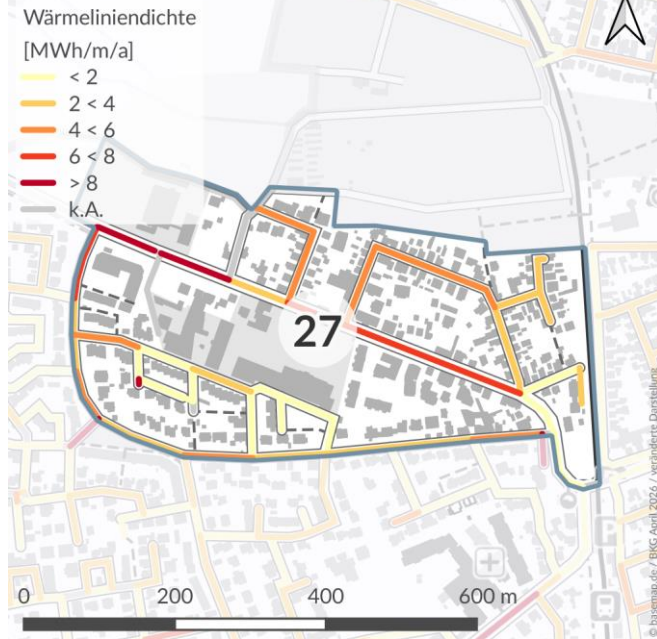 Wärmeliniendichte
[MWh/m/a]
< 2
2 < 4
4 < 6
6 < 8
> 8
k.A.
27
0 200 400 600 m
© basemap.de / BKG April 2026 / veränderte Darstellung